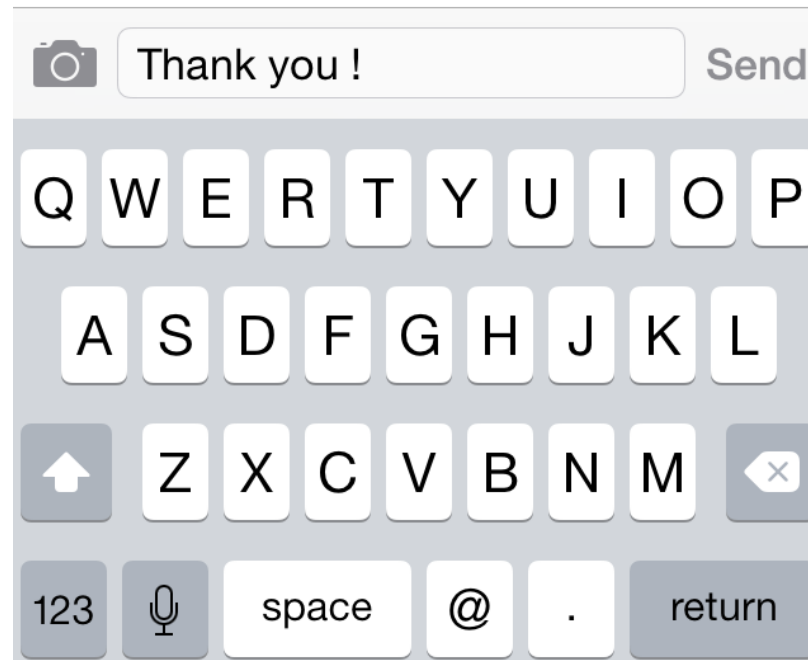 Thank you !
Send
Q W E R T Y U I O P
A S D F G H J K L
Z X C V B N M
123 space @ . return